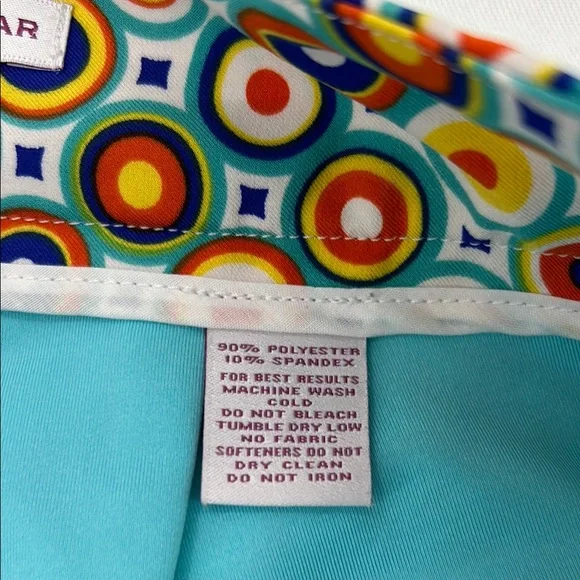 AR
90% POLYESTER
10% SPANDEX
FOR BEST RESULTS
MACHINE WASH
COLD
DO NOT BLEACH
TUMBLE DRY LOW
NO FABRIC
SOFTENERS DO NOT
DRY CLEAN
DO NOT IRON